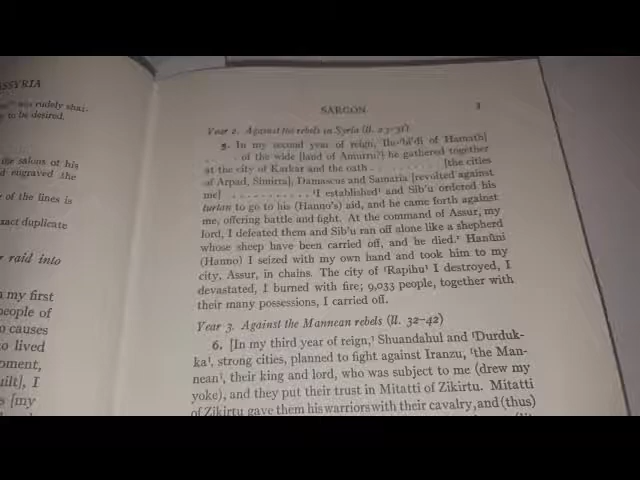 ASSYRIA
was rudely shat-
to be desired.
the salons of his
d engraved the
of the lines is
xact duplicate
r raid into
my first
people of
causes
to lived
oment,
uilt], I
s [my
SARGON 3
Year 2. Against the rebels in Syria (ll. 23–31)
5. In my second year of reign, Ilu-bi'di of Hamath]
. . . . of the wide [land of Amurru?] he gathered together
at the city of Karkar and the oath . . . . . . . . . [the cities
of Arpad, Simirra], Damascus and Samaria [revolted against
me] . . . . . . . . . . . I established and Sib'u ordered his
turtan to go to his (Hanno's) aid, and he came forth against
me, offering battle and fight. At the command of Assur, my
lord, I defeated them and Sib'u ran off alone like a shepherd
whose sheep have been carried off, and he died. Hanûni
(Hanno) I seized with my own hand and took him to my
city, Assur, in chains. The city of Rapihu I destroyed, I
devastated, I burned with fire; 9,033 people, together with
their many possessions, I carried off.
Year 3. Against the Mannean rebels (ll. 32–42)
6. [In my third year of reign, Shuandahul and Durduk-
ka, strong cities, planned to fight against Iranzu, the Man-
nean, their king and lord, who was subject to me (drew my
yoke), and they put their trust in Mitatti of Zikirtu. Mitatti
of Zikirtu gave them his warriors with their cavalry, and (thus)